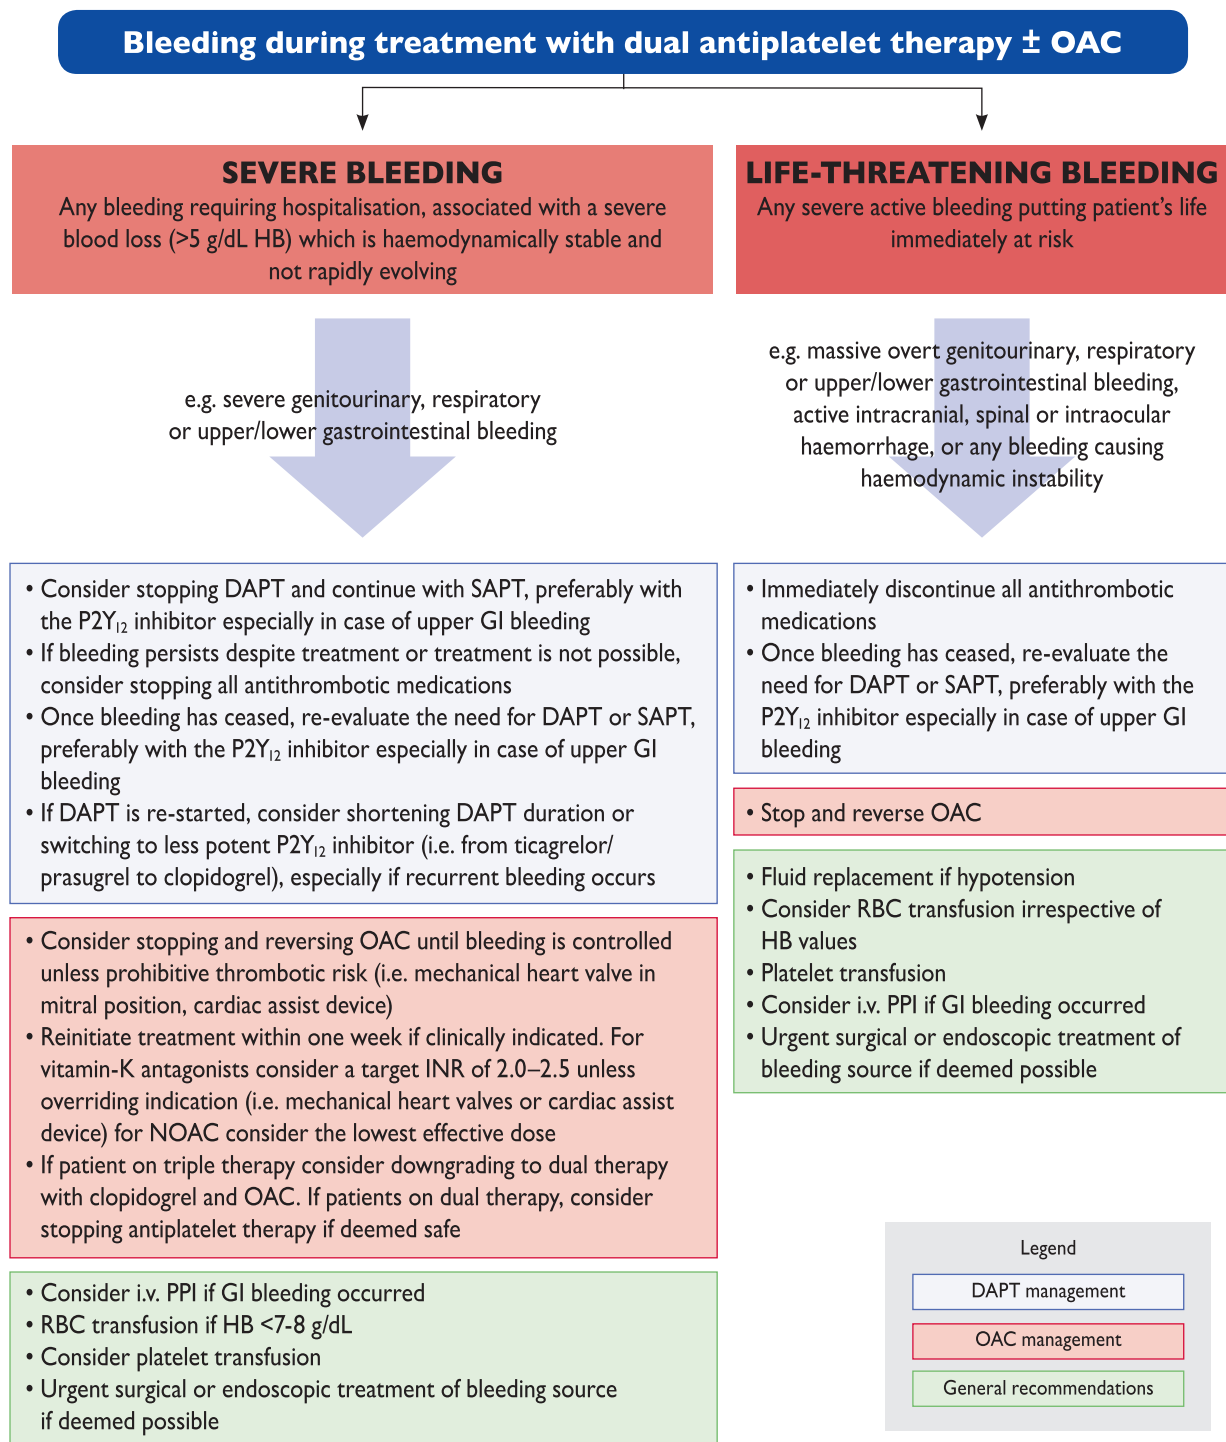 Bleeding during treatment with dual antiplatelet therapy ± OAC
SEVERE BLEEDING
Any bleeding requiring hospitalisation, associated with a severe
blood loss (>5 g/dL HB) which is haemodynamically stable and
not rapidly evolving
e.g. severe genitourinary, respiratory
or upper/lower gastrointestinal bleeding
• Consider stopping DAPT and continue with SAPT, preferably with
the P2Y₁₂ inhibitor especially in case of upper GI bleeding
• If bleeding persists despite treatment or treatment is not possible,
consider stopping all antithrombotic medications
• Once bleeding has ceased, re-evaluate the need for DAPT or SAPT,
preferably with the P2Y₁₂ inhibitor especially in case of upper GI
bleeding
• If DAPT is re-started, consider shortening DAPT duration or
switching to less potent P2Y₁₂ inhibitor (i.e. from ticagrelor/
prasugrel to clopidogrel), especially if recurrent bleeding occurs
• Consider stopping and reversing OAC until bleeding is controlled
unless prohibitive thrombotic risk (i.e. mechanical heart valve in
mitral position, cardiac assist device)
• Reinitiate treatment within one week if clinically indicated. For
vitamin-K antagonists consider a target INR of 2.0–2.5 unless
overriding indication (i.e. mechanical heart valves or cardiac assist
device) for NOAC consider the lowest effective dose
• If patient on triple therapy consider downgrading to dual therapy
with clopidogrel and OAC. If patients on dual therapy, consider
stopping antiplatelet therapy if deemed safe
• Consider i.v. PPI if GI bleeding occurred
• RBC transfusion if HB <7-8 g/dL
• Consider platelet transfusion
• Urgent surgical or endoscopic treatment of bleeding source
if deemed possible
LIFE-THREATENING BLEEDING
Any severe active bleeding putting patient’s life
immediately at risk
e.g. massive overt genitourinary, respiratory
or upper/lower gastrointestinal bleeding,
active intracranial, spinal or intraocular
haemorrhage, or any bleeding causing
haemodynamic instability
• Immediately discontinue all antithrombotic
medications
• Once bleeding has ceased, re-evaluate the
need for DAPT or SAPT, preferably with the
P2Y₁₂ inhibitor especially in case of upper GI
bleeding
• Stop and reverse OAC
• Fluid replacement if hypotension
• Consider RBC transfusion irrespective of
HB values
• Platelet transfusion
• Consider i.v. PPI if GI bleeding occurred
• Urgent surgical or endoscopic treatment of
bleeding source if deemed possible
Legend
DAPT management
OAC management
General recommendations